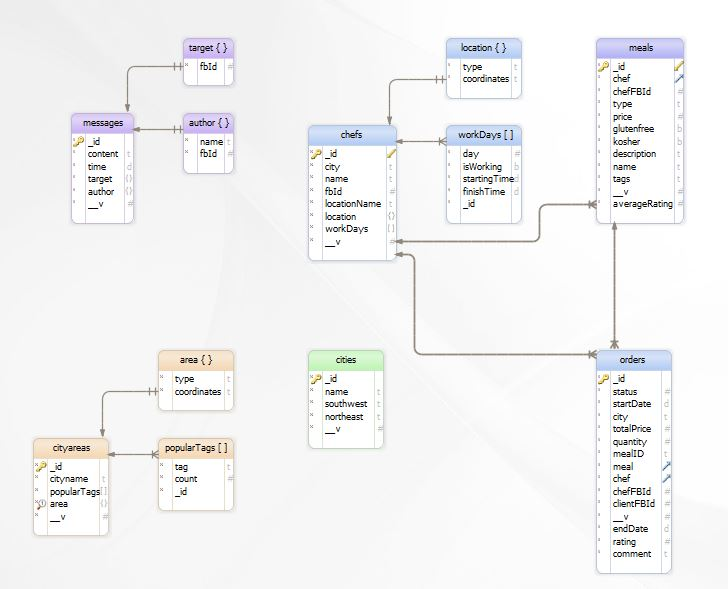 target { }
fbId #
messages
_id
content t
time d
target {}
author {}
__v #
author { }
name t
fbId #
location { }
type t
coordinates t
chefs
_id
city t
name t
fbId #
locationName t
location {}
workDays []
__v #
workDays [ ]
day #
isWorking b
startingTime d
finishTime d
_id
meals
_id
chef
chefFBId #
type t
price #
glutenfree b
kosher b
description t
name t
tags t
__v #
averageRating #
area { }
type t
coordinates t
cityareas
_id
cityname t
popularTags []
area {}
__v #
popularTags [ ]
tag t
count #
_id
cities
_id
name t
southwest t
northeast t
__v #
orders
_id
status #
startDate d
city t
totalPrice #
quantity #
mealID t
meal
chef
chefFBId #
clientFBId #
__v #
endDate d
rating #
comment t